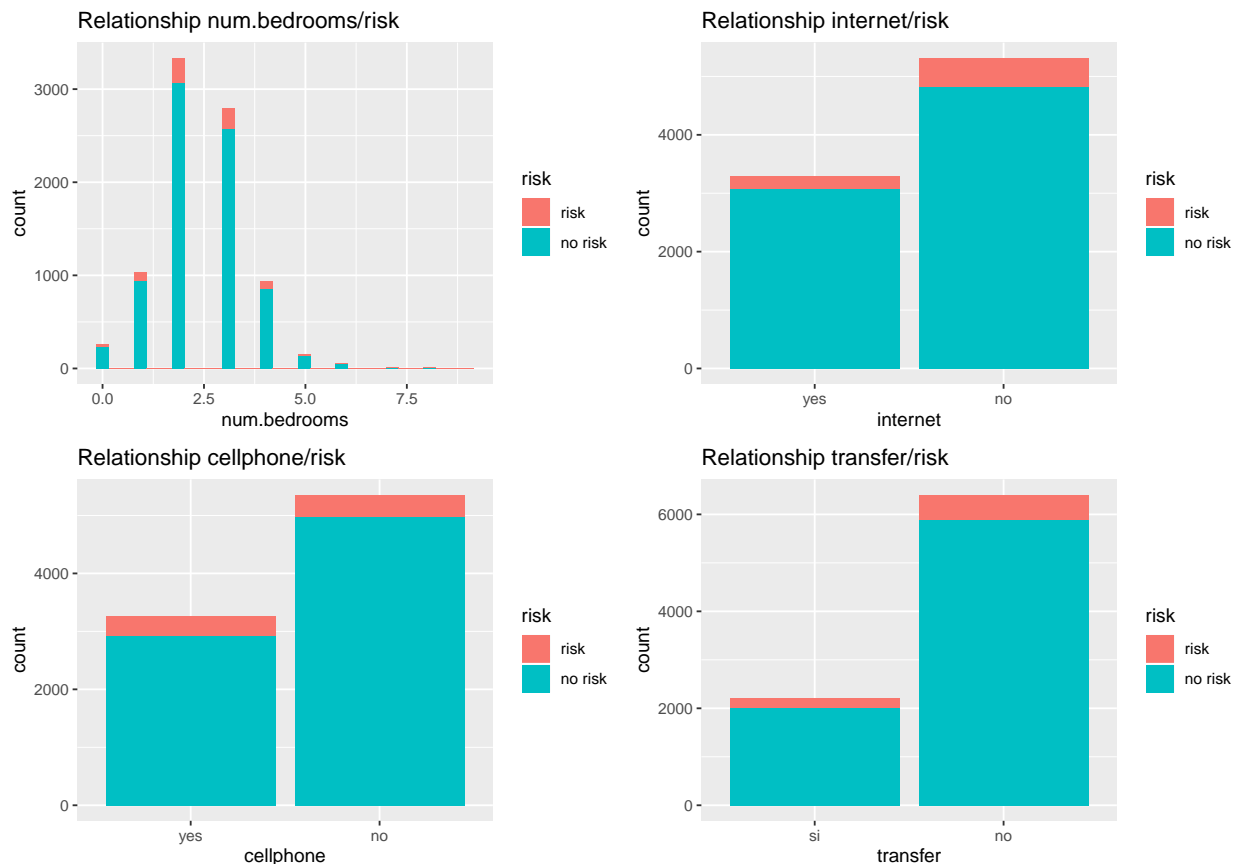 Relationship num.bedrooms/risk
3000
2000
1000
0
count
0.0 2.5 5.0 7.5
num.bedrooms
risk
risk
no risk
Relationship internet/risk
4000
2000
0
count
yes no
internet
risk
risk
no risk
Relationship cellphone/risk
4000
2000
0
count
yes no
cellphone
risk
risk
no risk
Relationship transfer/risk
6000
4000
2000
0
count
si no
transfer
risk
risk
no risk